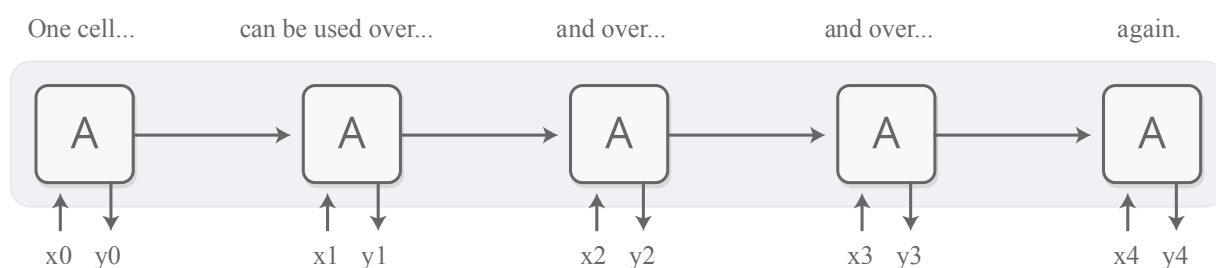 One cell... can be used over... and over... and over... again.
A A A A A
x0 y0 x1 y1 x2 y2 x3 y3 x4 y4